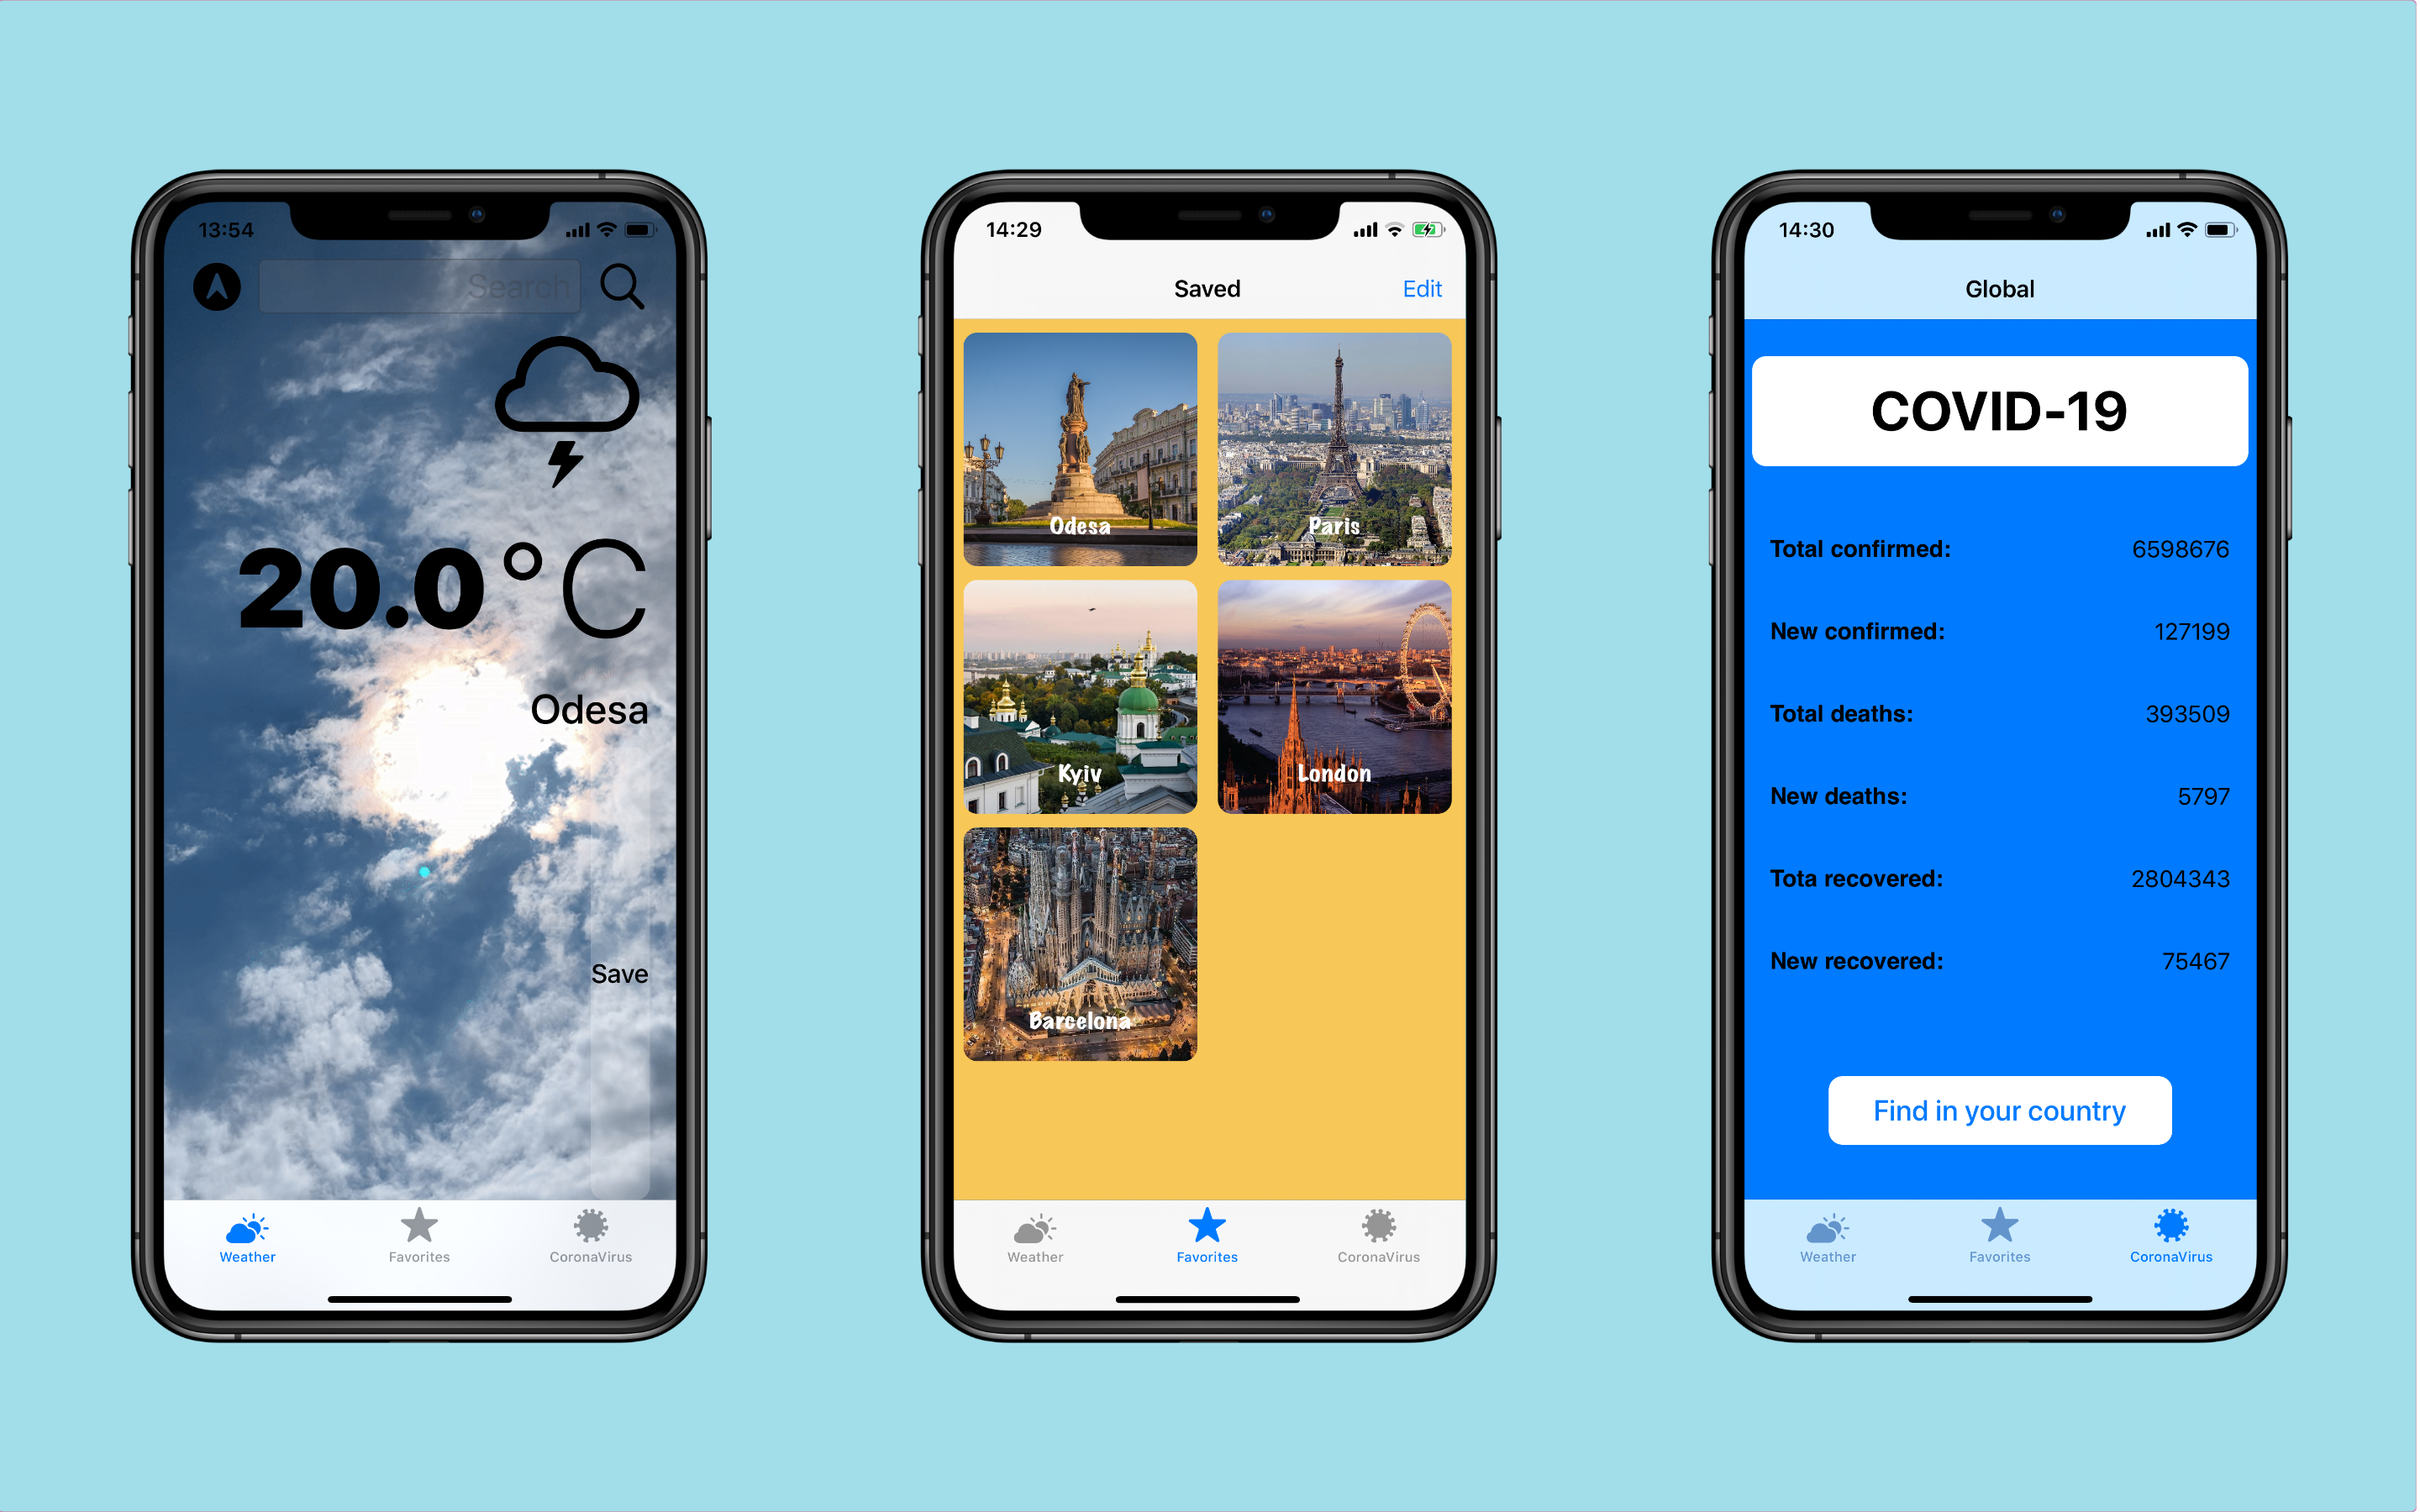 13:54
Search
20.0°C
Odesa
Save
Weather
Favorites
CoronaVirus
14:29
Saved
Edit
Odesa
Paris
Kyiv
London
Barcelona
Weather
Favorites
CoronaVirus
14:30
Global
COVID-19
Total confirmed: 6598676
New confirmed: 127199
Total deaths: 393509
New deaths: 5797
Tota recovered: 2804343
New recovered: 75467
Find in your country
Weather
Favorites
CoronaVirus